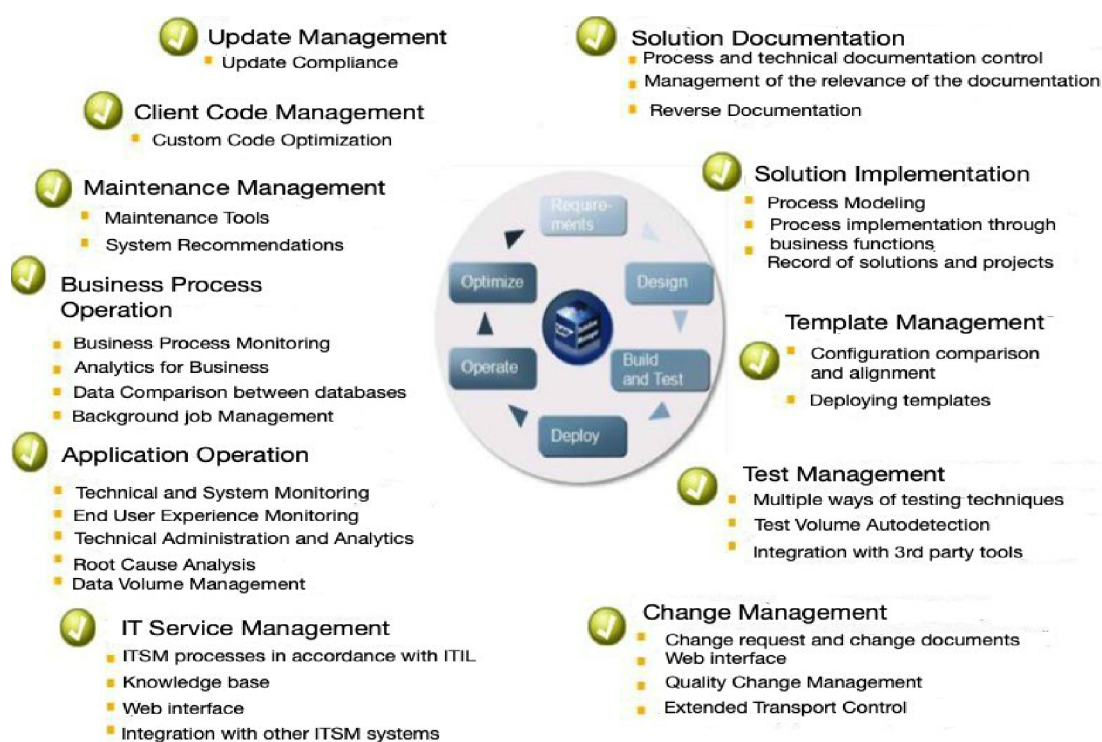 Update Management
Update Compliance
Client Code Management
Custom Code Optimization
Maintenance Management
Maintenance Tools
System Recommendations
Business Process
Operation
Business Process Monitoring
Analytics for Business
Data Comparison between databases
Background job Management
Application Operation
Technical and System Monitoring
End User Experience Monitoring
Technical Administration and Analytics
Root Cause Analysis
Data Volume Management
IT Service Management
ITSM processes in accordance with ITIL
Knowledge base
Web interface
Integration with other ITSM systems
Require-
ments
Design
Build
and Test
Deploy
Operate
Optimize
Solution Documentation
Process and technical documentation control
Management of the relevance of the documentation
Reverse Documentation
Solution Implementation
Process Modeling
Process implementation through
business functions
Record of solutions and projects
Template Management
Configuration comparison
and alignment
Deploying templates
Test Management
Multiple ways of testing techniques
Test Volume Autodetection
Integration with 3rd party tools
Change Management
Change request and change documents
Web interface
Quality Change Management
Extended Transport Control